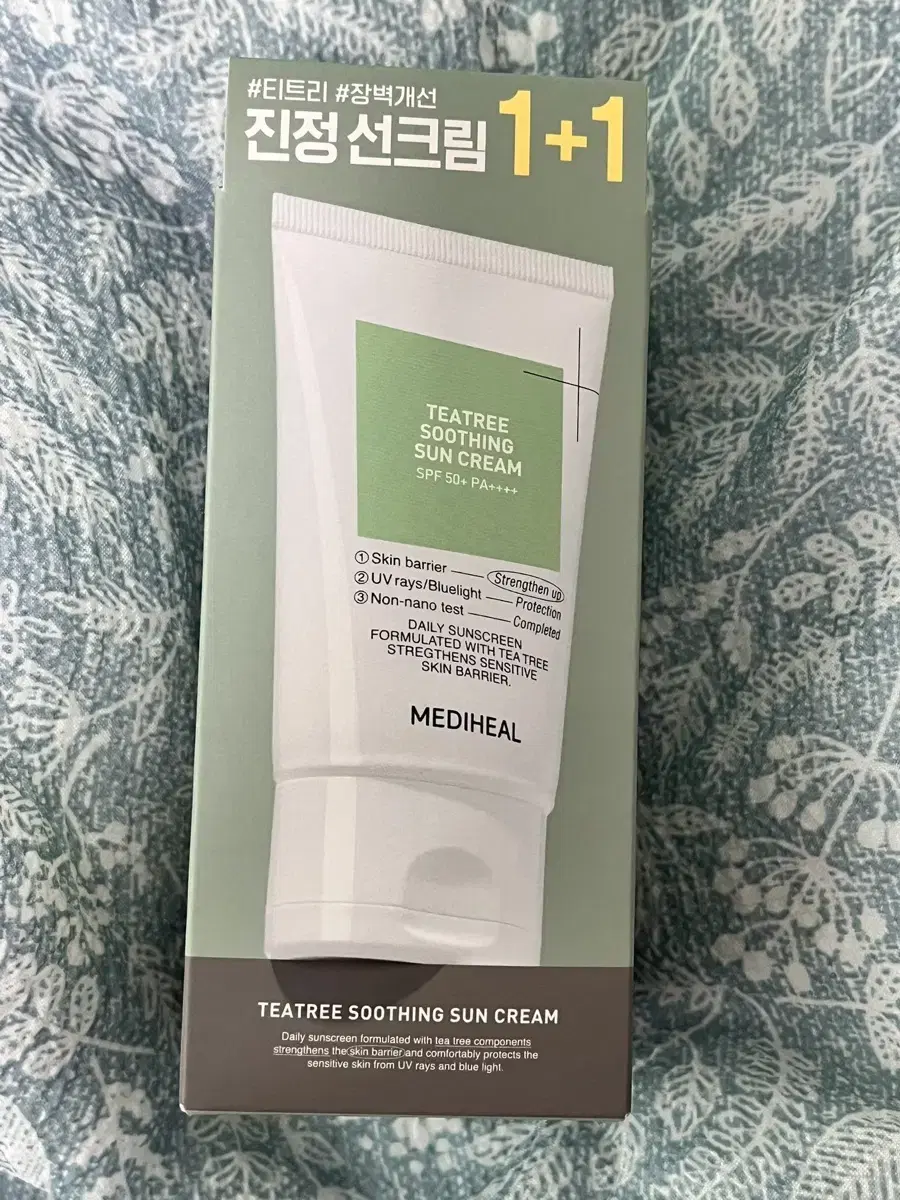 #티트리 #장벽개선
진정 선크림 1+1
TEATREE
SOOTHING
SUN CREAM
SPF 50+ PA++++
① Skin barrier — Strengthen up
② UV rays/Bluelight — Protection
③ Non-nano test — Completed
DAILY SUNSCREEN
FORMULATED WITH TEA TREE
STREGTHENS SENSITIVE
SKIN BARRIER.
MEDIHEAL
TEATREE SOOTHING SUN CREAM
Daily sunscreen formulated with tea tree components
strengthens the skin barrier and comfortably protects the
sensitive skin from UV rays and blue light.